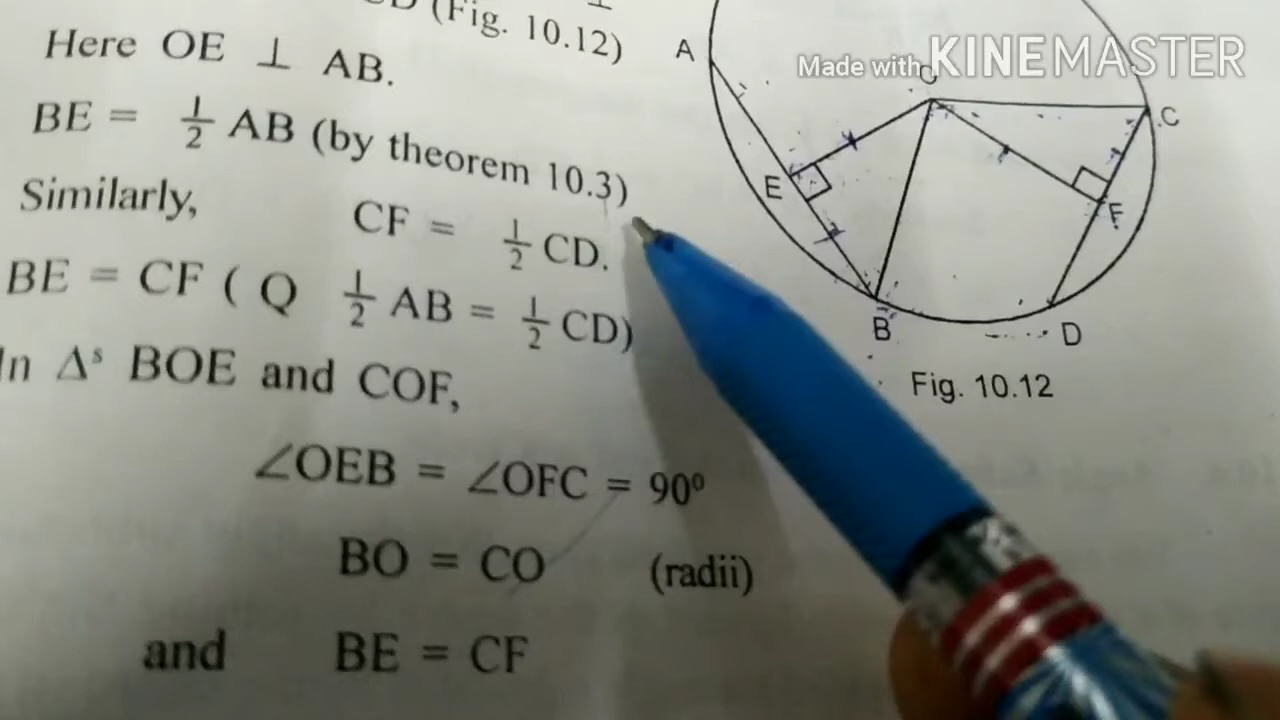 (Fig. 10.12)
Here OE ⊥ AB.
BE = 1/2 AB (by theorem 10.3)
Similarly, CF = 1/2 CD.
BE = CF ( Q 1/2 AB = 1/2 CD)
In Δˢ BOE and COF,
∠OEB = ∠OFC = 90º
BO = CO (radii)
and BE = CF
Made with KINEMASTER
A
C
E
F
B
D
Fig. 10.12